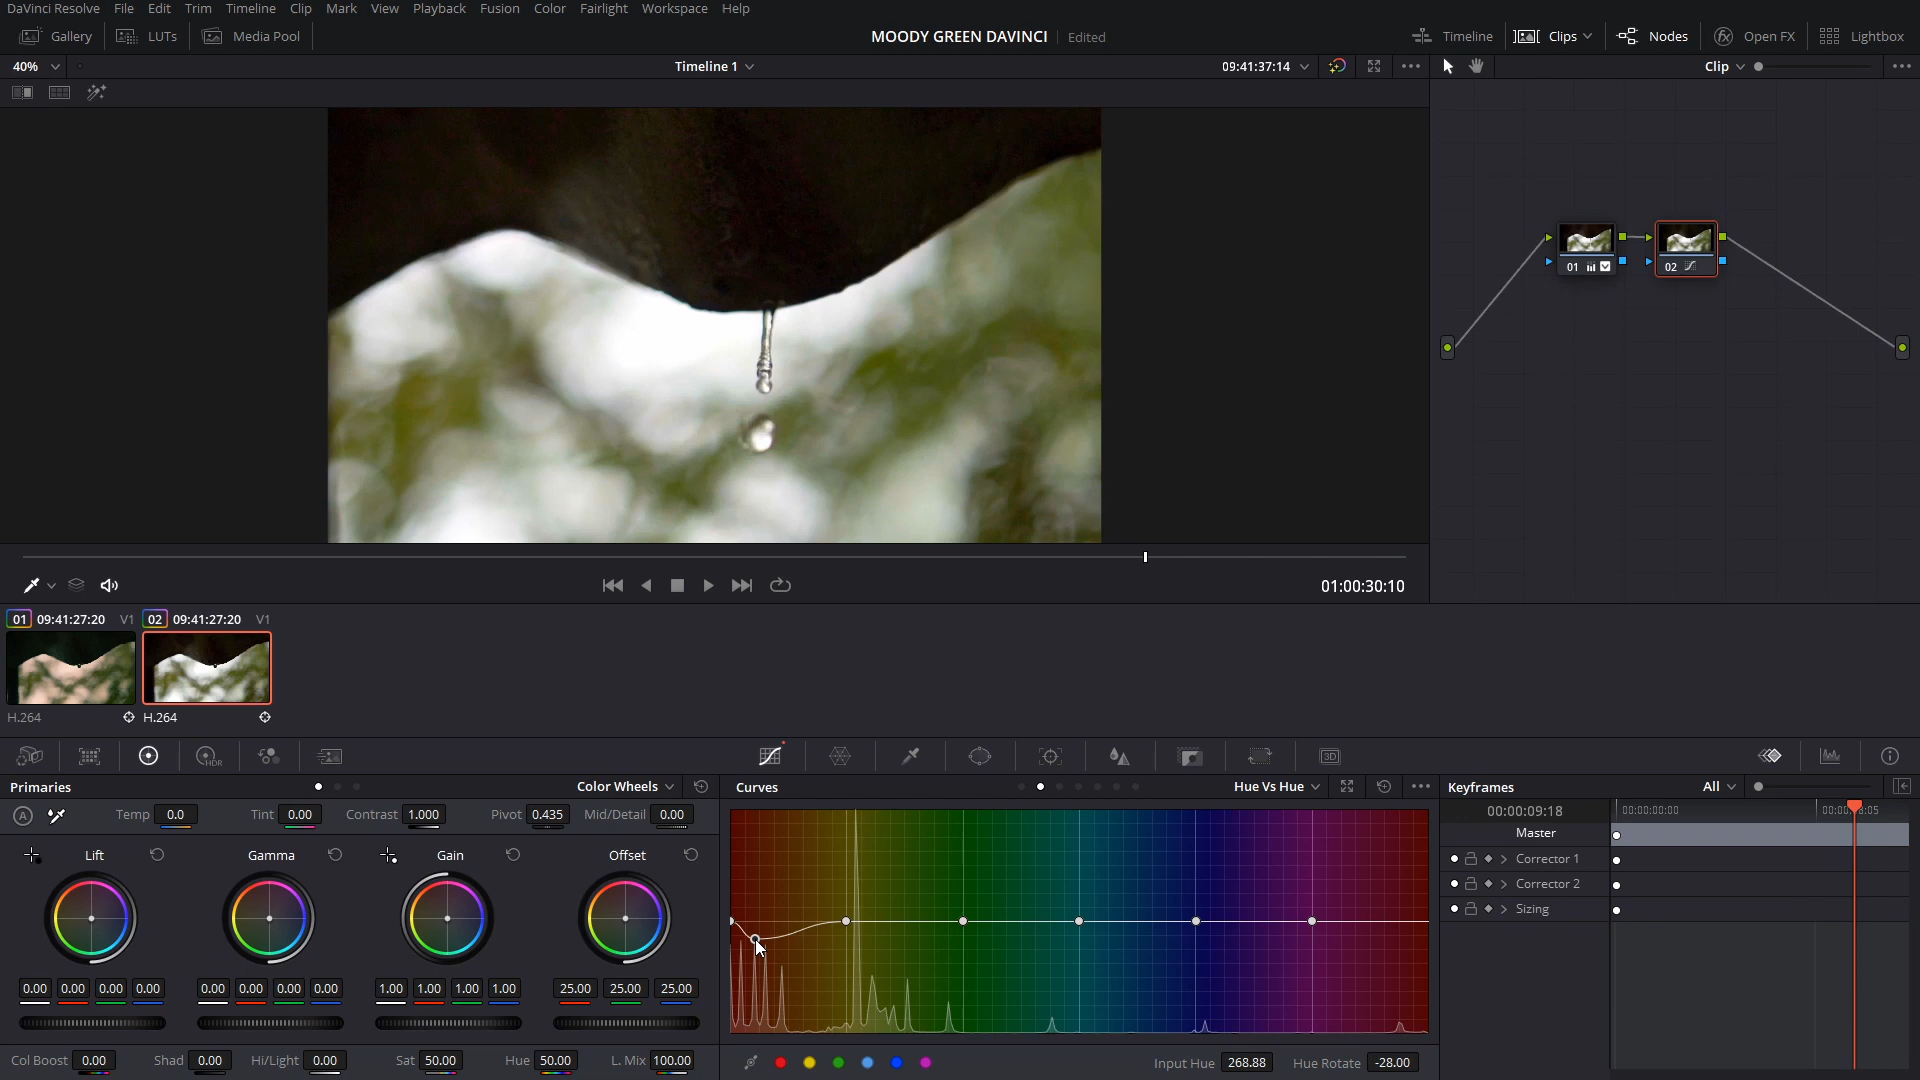 DaVinci Resolve File Edit Trim Timeline Clip Mark View Playback Fusion Color Fairlight Workspace Help
Gallery LUTs Media Pool MOODY GREEN DAVINCI Edited Timeline Clips Nodes Open FX Lightbox
40% Timeline 1 09:41:37:14 Clip
01 02
01:00:30:10
01 09:41:27:20 V1 02 09:41:27:20 V1
H.264 H.264
HDR 3D
Primaries Color Wheels Curves Hue Vs Hue Keyframes All
A Temp 0.0 Tint 0.00 Contrast 1.000 Pivot 0.435 Mid/Detail 0.00
00:00:09:18 00:00:00:00
Master
Lift Gamma Gain Offset
Corrector 1
Corrector 2
Sizing
0.00 0.00 0.00 0.00 0.00 0.00 0.00 0.00 1.00 1.00 1.00 1.00 25.00 25.00 25.00
Col Boost 0.00 Shad 0.00 Hi/Light 0.00 Sat 50.00 Hue 50.00 L. Mix 100.00 Input Hue 268.88 Hue Rotate -28.00